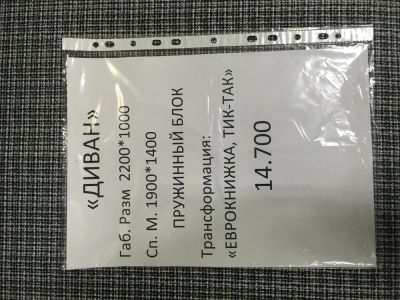 «ДИВАН»
Габ. Разм 2200*1000
Сп. М. 1900*1400
ПРУЖИННЫЙ БЛОК
Трансформация:
«ЕВРОКНИЖКА, ТИК-ТАК»
14.700